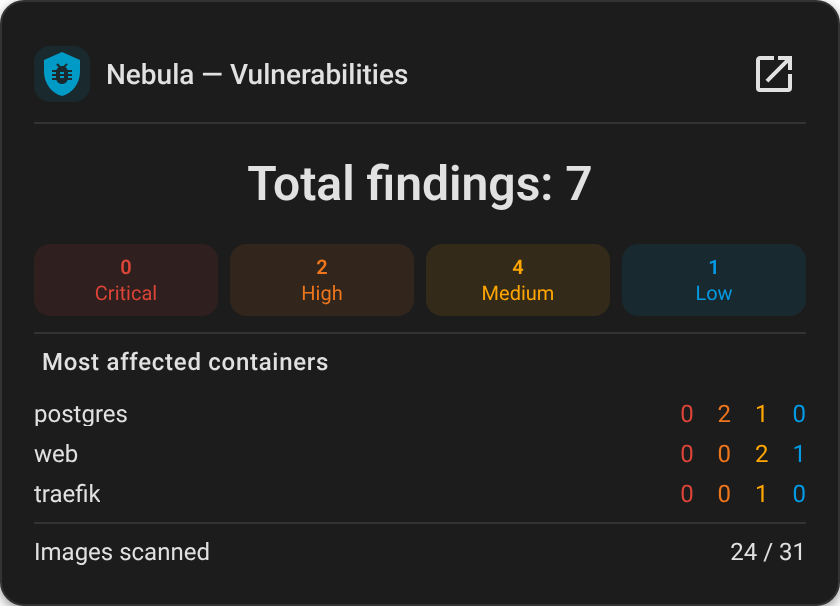 Nebula — Vulnerabilities
Total findings: 7
0 2 4 1
Critical High Medium Low
Most affected containers
postgres 0 2 1 0
web 0 0 2 1
traefik 0 0 1 0
Images scanned 24 / 31